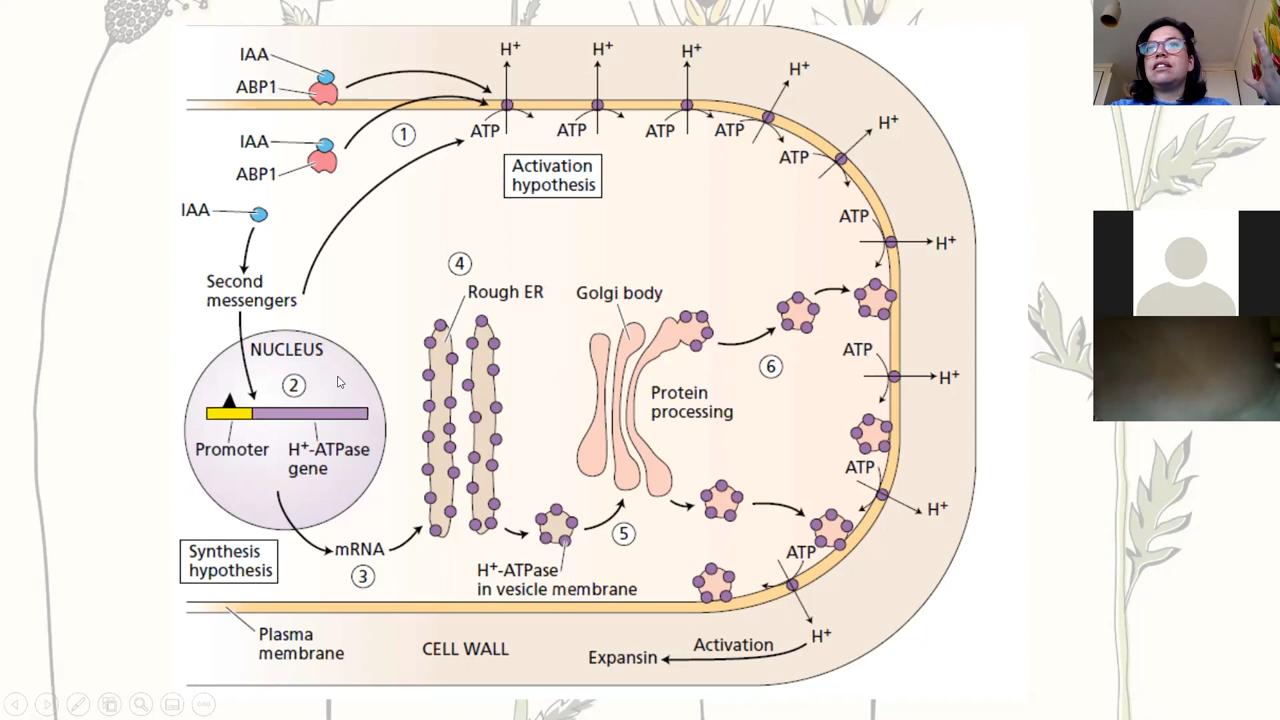 IAA
ABP1
IAA
ABP1
IAA
Second
messengers
1
H+
H+
H+
H+
H+
H+
H+
H+
H+
ATP
ATP
ATP
ATP
ATP
ATP
ATP
ATP
ATP
Activation
hypothesis
NUCLEUS
2
Promoter
H+-ATPase
gene
Synthesis
hypothesis
mRNA
3
4
Rough ER
Golgi body
Protein
processing
5
6
H+-ATPase
in vesicle membrane
Plasma
membrane
CELL WALL
Expansin
Activation